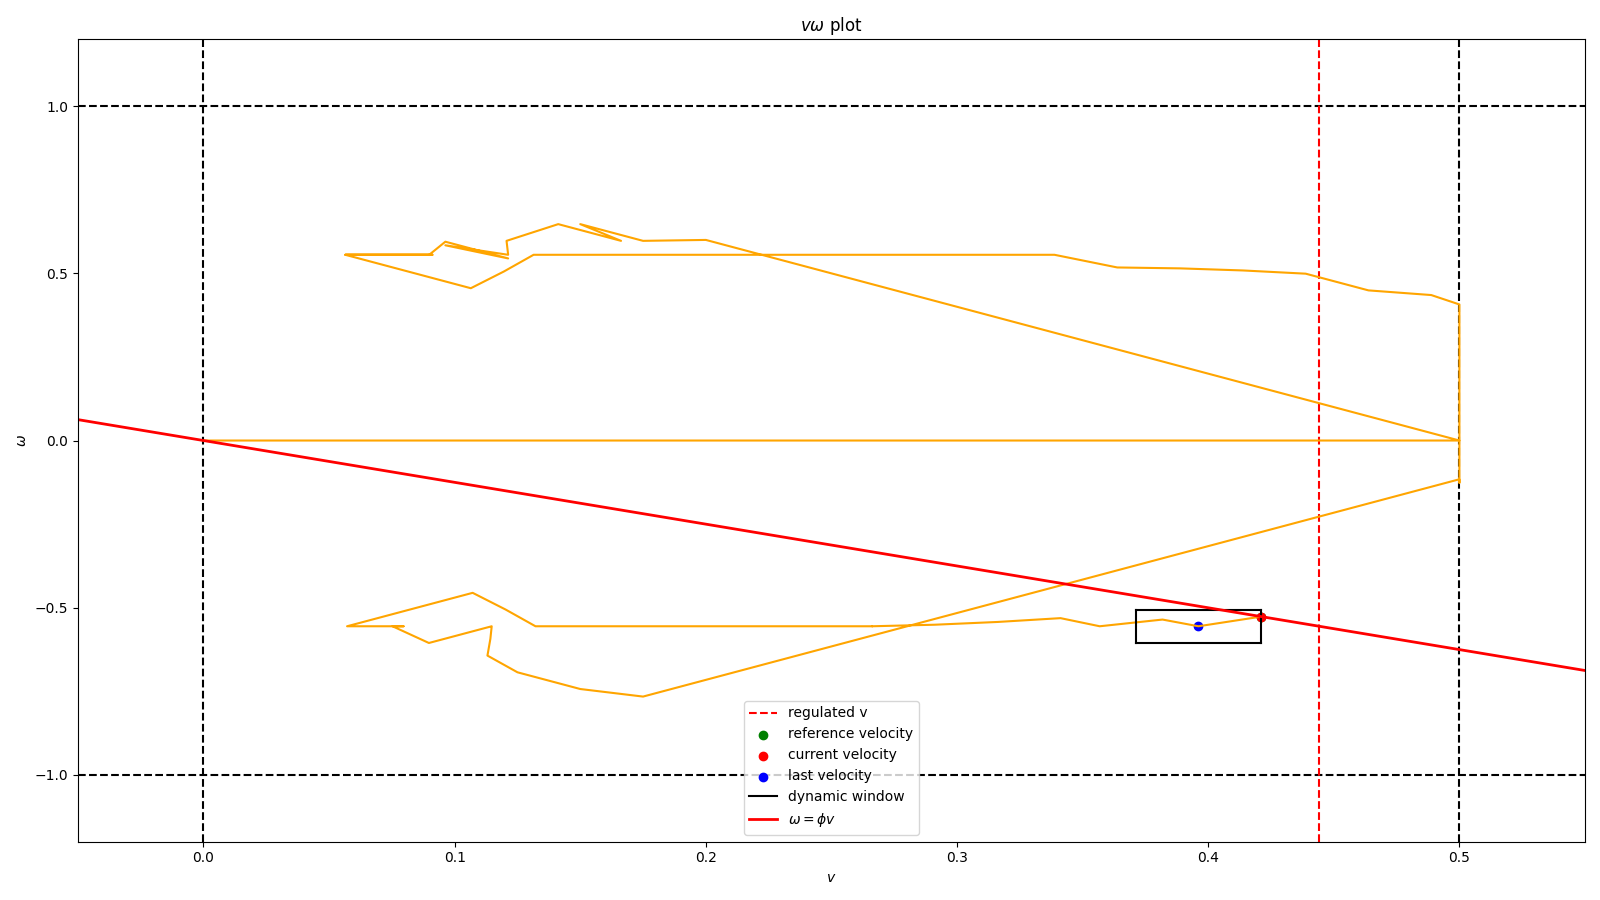 vω plot
1.0
0.5
0.0
−0.5
−1.0
ω
0.0
0.1
0.2
0.3
0.4
0.5
v
regulated v
reference velocity
current velocity
last velocity
dynamic window
ω = ϕv